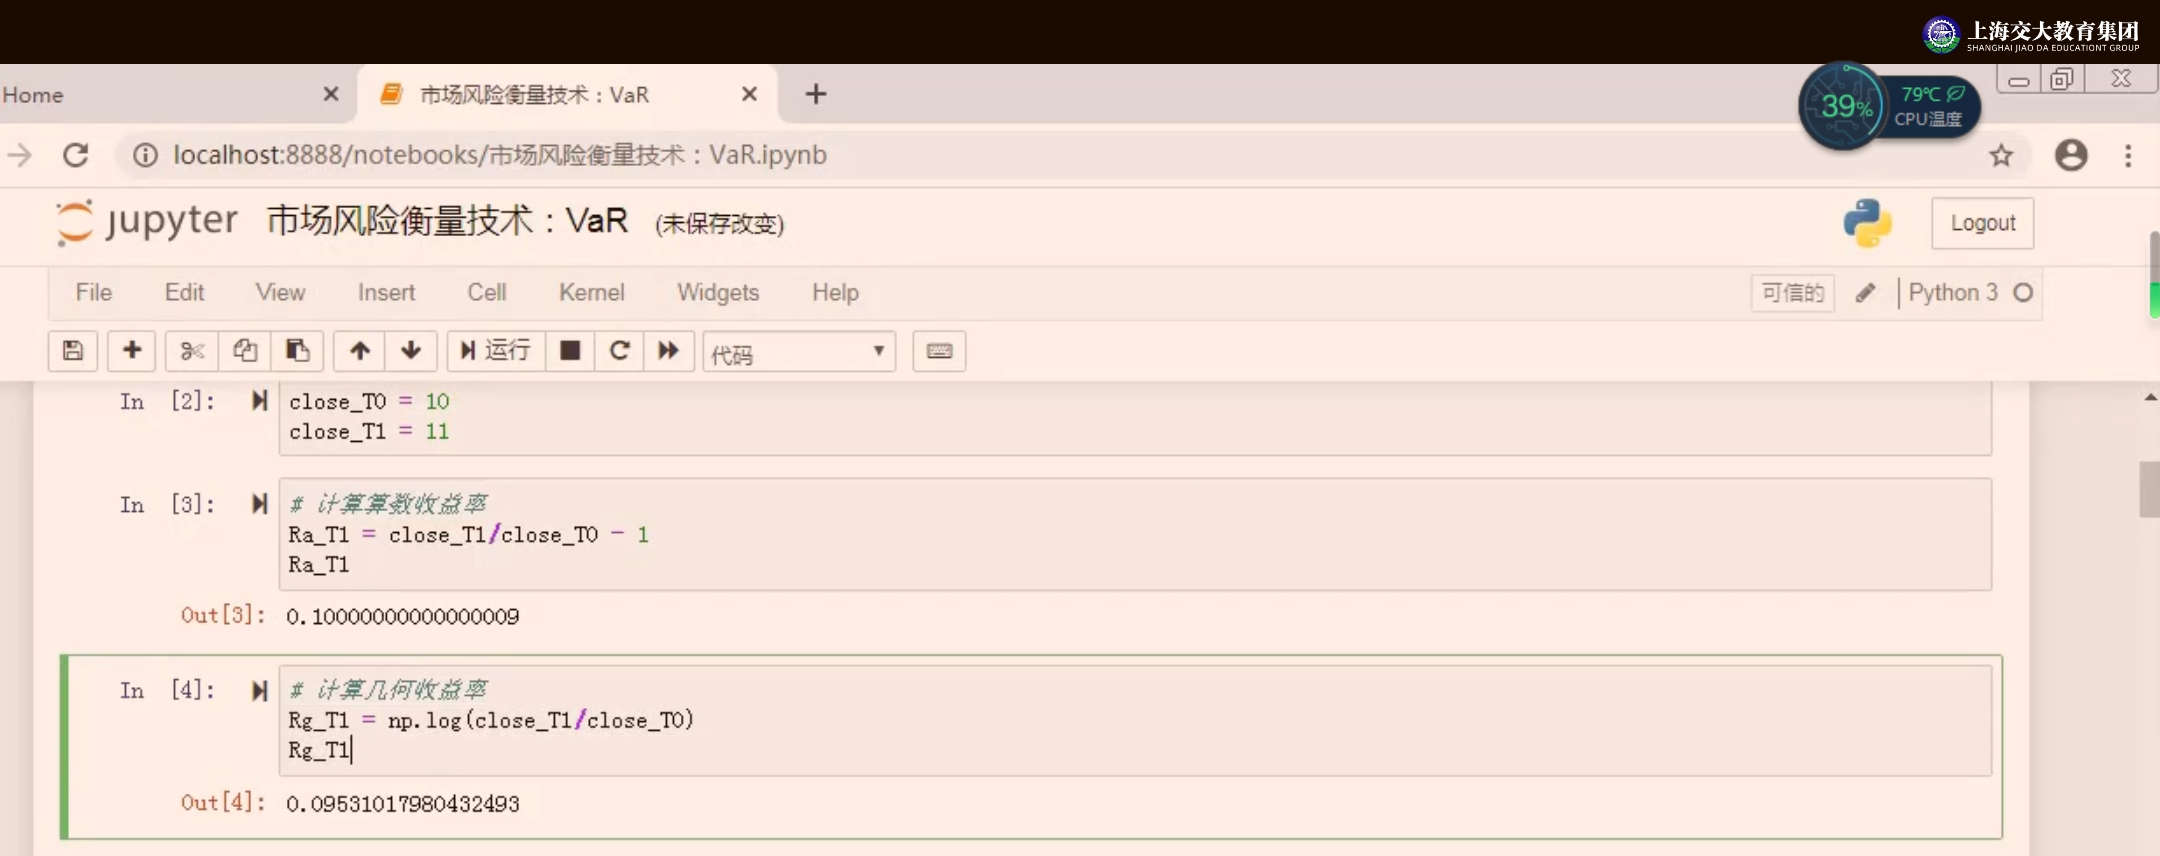 上海交大教育集团
SHANGHAI JIAO DA EDUCATIONT GROUP
Home
市场风险衡量技术：VaR
39%
79℃
CPU温度
localhost:8888/notebooks/市场风险衡量技术：VaR.ipynb
jupyter 市场风险衡量技术：VaR (未保存改变)
Logout
File Edit View Insert Cell Kernel Widgets Help
可信的 Python 3
运行 代码
In [2]: close_T0 = 10
close_T1 = 11
In [3]: # 计算算数收益率
Ra_T1 = close_T1/close_T0 - 1
Ra_T1
Out[3]: 0.10000000000000009
In [4]: # 计算几何收益率
Rg_T1 = np.log(close_T1/close_T0)
Rg_T1
Out[4]: 0.09531017980432493